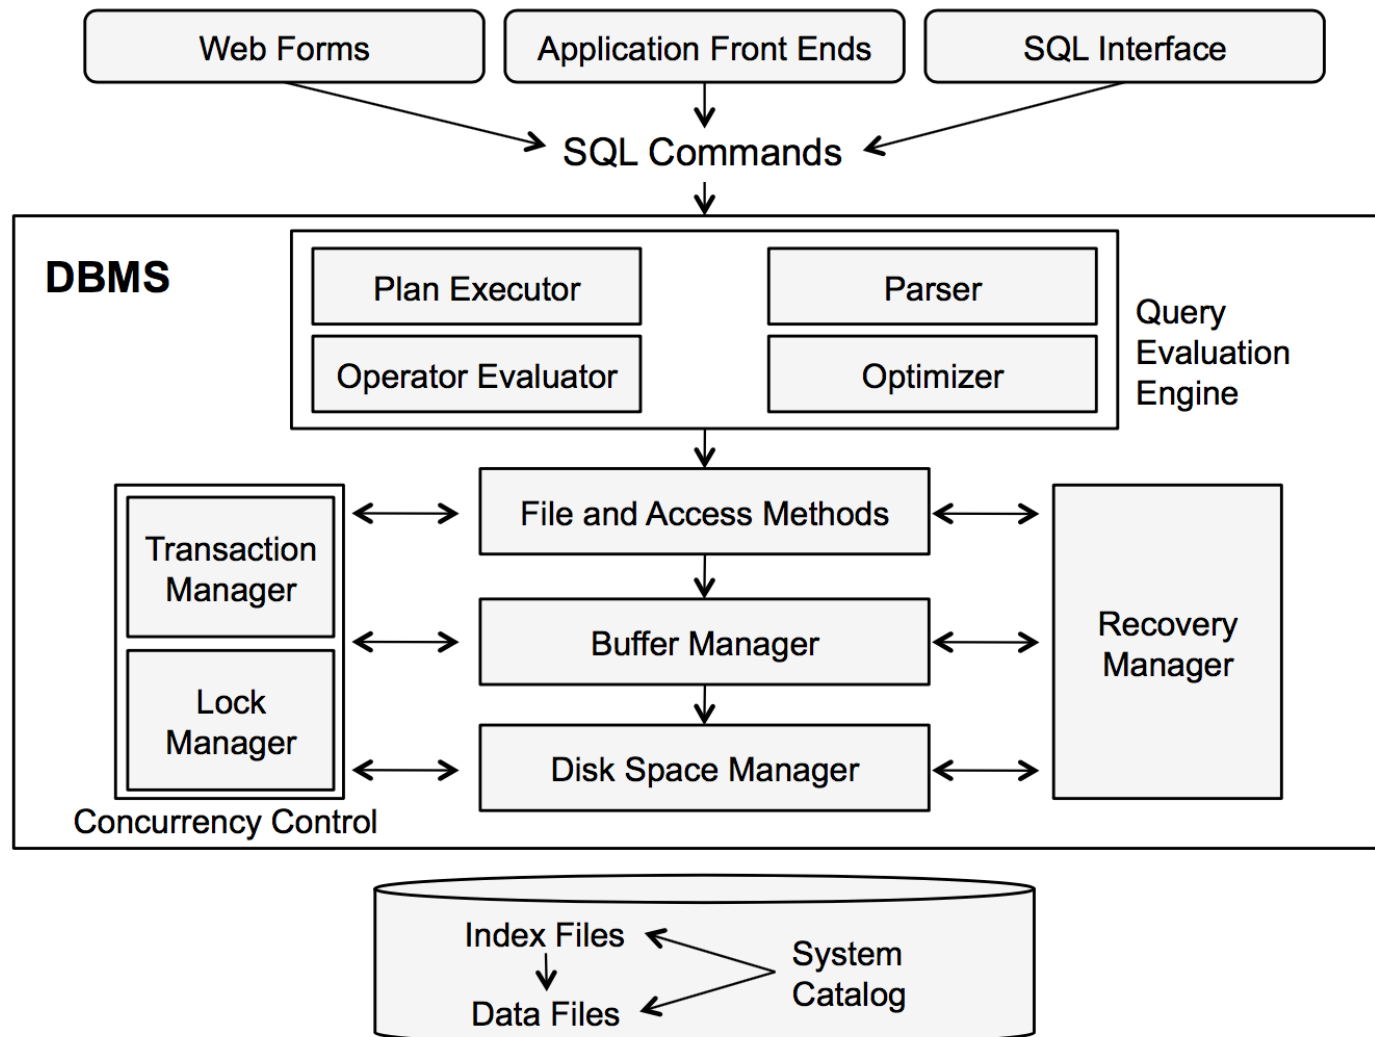 Web Forms
Application Front Ends
SQL Interface
SQL Commands
DBMS
Plan Executor
Parser
Operator Evaluator
Optimizer
Query
Evaluation
Engine
File and Access Methods
Transaction
Manager
Buffer Manager
Recovery
Manager
Lock
Manager
Disk Space Manager
Concurrency Control
Index Files
System
Catalog
Data Files